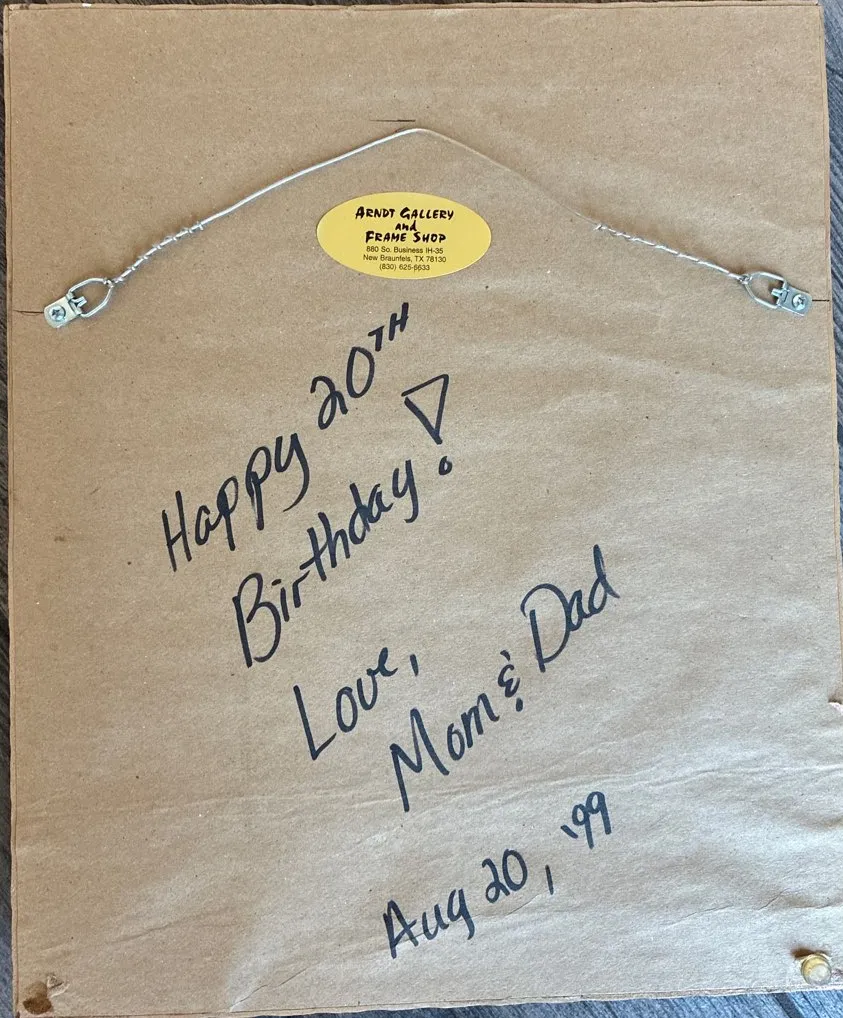 ARNDT GALLERY
and
FRAME SHOP
880 So. Business IH-35
New Braunfels, TX 78130
(830) 625-6633
Happy 20TH
Birthday!
Love,
Mom & Dad
Aug 20, '99